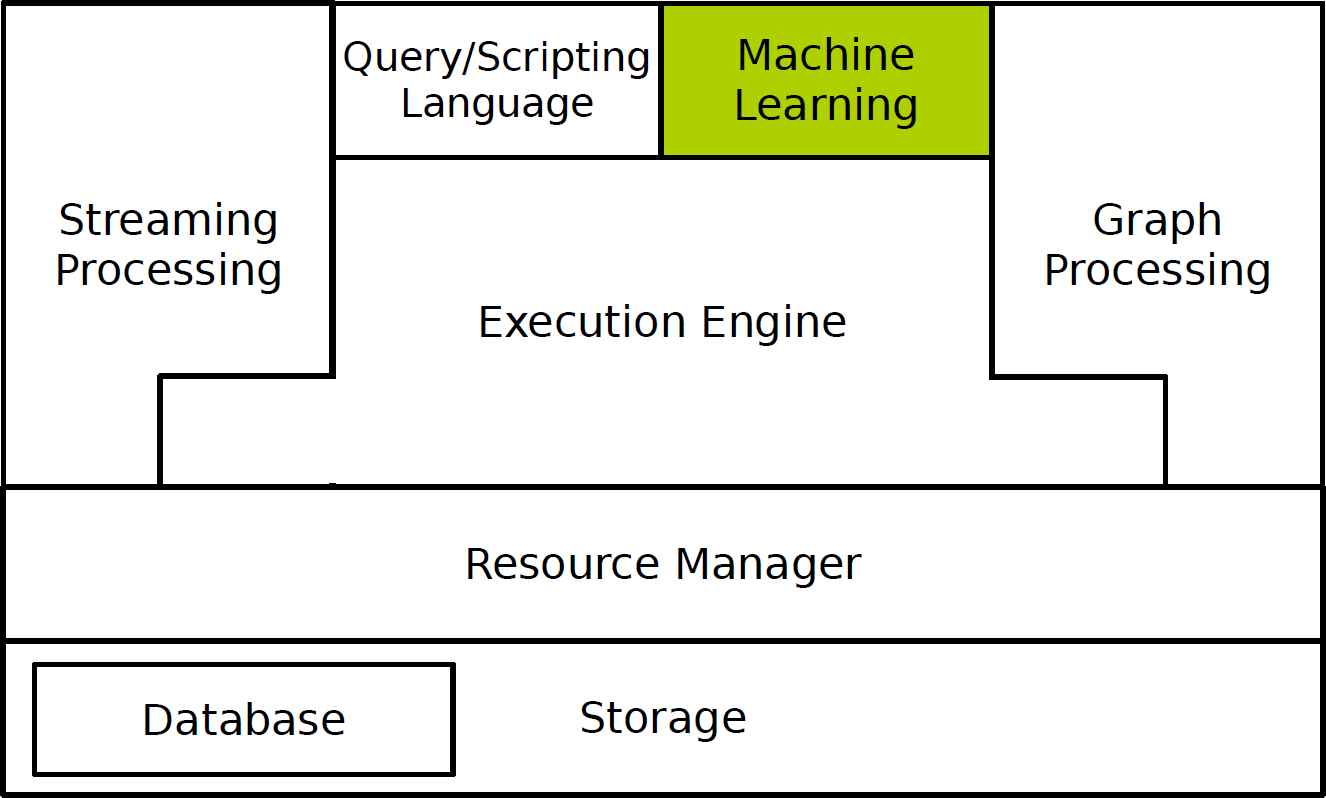 Query/Scripting
Language
Machine
Learning
Streaming
Processing
Graph
Processing
Execution Engine
Resource Manager
Database
Storage